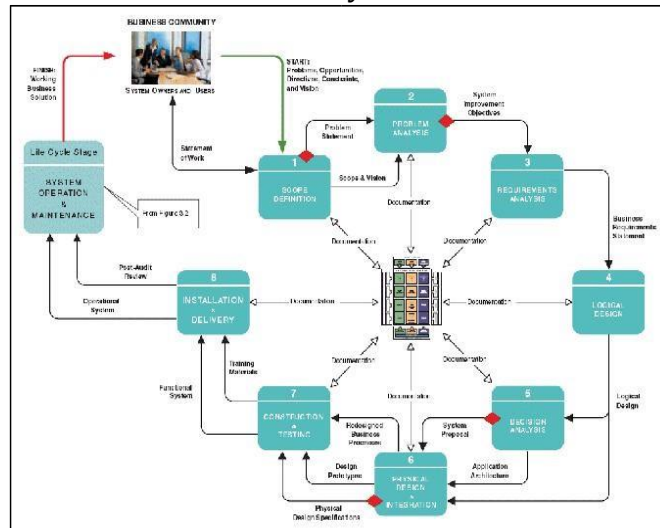 BUSINESS COMMUNITY
SYSTEM OWNERS AND USERS
FINISH:
Working
Business
Solution
START:
Problems, Opportunities,
Directives, Constraints,
and Vision
Statement
of Work
Problem
Statement
2
PROBLEM
ANALYSIS
System
Improvement
Objectives
1
SCOPE
DEFINITION
Scope & Vision
3
REQUIREMENTS
ANALYSIS
Life Cycle Stage
SYSTEM
OPERATION
&
MAINTENANCE
From Figure 3.2
Documentation
Documentation
Documentation
Business
Requirements
Statement
Post-Audit
Review
Operational
System
8
INSTALLATION
&
DELIVERY
Documentation
Documentation
4
LOGICAL
DESIGN
Documentation
Documentation
Documentation
Training
Materials
Functional
System
7
CONSTRUCTION
&
TESTING
Redesigned
Business
Processes
System
Proposal
5
DECISION
ANALYSIS
Logical
Design
Design
Prototypes
6
PHYSICAL
DESIGN
&
INTEGRATION
Application
Architecture
Physical
Design Specifications